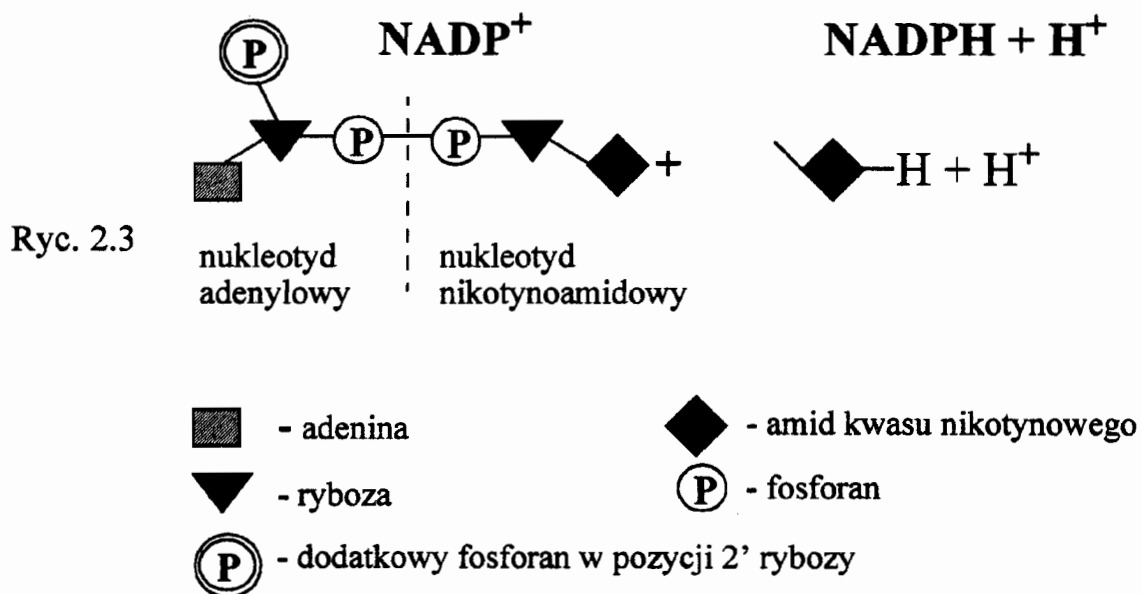 P
NADP⁺
NADPH + H⁺
P
P
+
H + H⁺
Ryc. 2.3
nukleotyd
adenylowy
nukleotyd
nikotynoamidowy
- adenina
- amid kwasu nikotynowego
- ryboza
P - fosforan
P - dodatkowy fosforan w pozycji 2’ rybozy